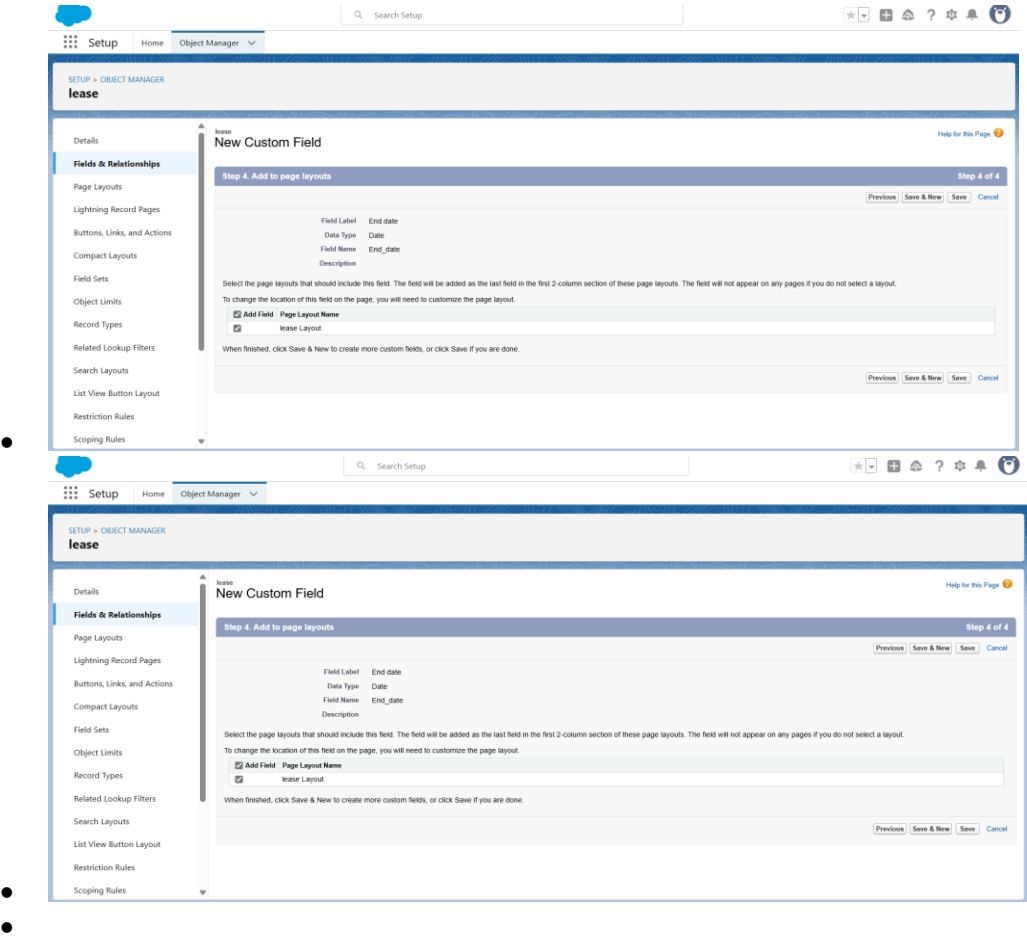 Search Setup
Setup Home Object Manager
SETUP > OBJECT MANAGER
lease
Details
Fields & Relationships
Page Layouts
Lightning Record Pages
Buttons, Links, and Actions
Compact Layouts
Field Sets
Object Limits
Record Types
Related Lookup Filters
Search Layouts
List View Button Layout
Restriction Rules
Scoping Rules
lease
New Custom Field
Help for this Page
Step 4. Add to page layouts Step 4 of 4
Previous Save & New Save Cancel
Field Label End date
Data Type Date
Field Name End_date
Description
Select the page layouts that should include this field. The field will be added as the last field in the first 2-column section of these page layouts. The field will not appear on any pages if you do not select a layout.
To change the location of this field on the page, you will need to customize the page layout.
Add Field Page Layout Name
lease Layout
When finished, click Save & New to create more custom fields, or click Save if you are done.
Previous Save & New Save Cancel
Search Setup
Setup Home Object Manager
SETUP > OBJECT MANAGER
lease
Details
Fields & Relationships
Page Layouts
Lightning Record Pages
Buttons, Links, and Actions
Compact Layouts
Field Sets
Object Limits
Record Types
Related Lookup Filters
Search Layouts
List View Button Layout
Restriction Rules
Scoping Rules
lease
New Custom Field
Help for this Page
Step 4. Add to page layouts Step 4 of 4
Previous Save & New Save Cancel
Field Label End date
Data Type Date
Field Name End_date
Description
Select the page layouts that should include this field. The field will be added as the last field in the first 2-column section of these page layouts. The field will not appear on any pages if you do not select a layout.
To change the location of this field on the page, you will need to customize the page layout.
Add Field Page Layout Name
lease Layout
When finished, click Save & New to create more custom fields, or click Save if you are done.
Previous Save & New Save Cancel